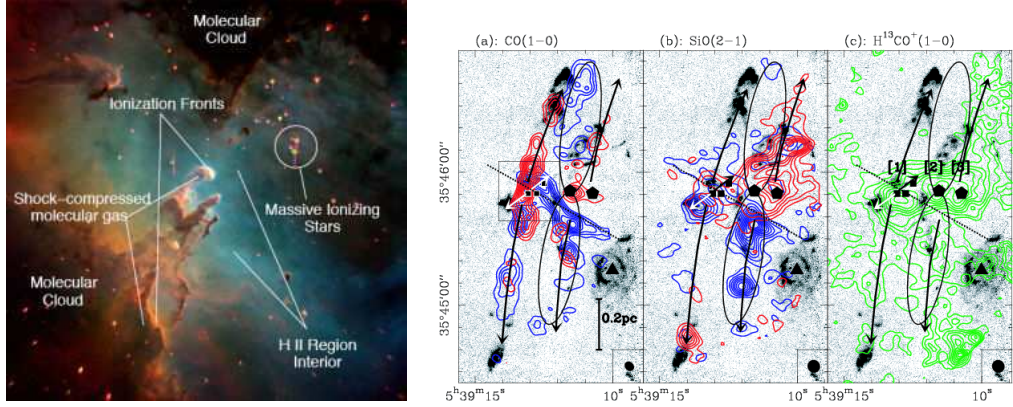 Molecular
Cloud
Ionization Fronts
Shock-compressed
molecular gas
Massive Ionizing
Stars
Molecular
Cloud
H II Region
Interior
(a): CO(1-0)
(b): SiO(2-1)
(c): H¹³CO⁺(1-0)
35°46'00"
35°45'00"
[1]
[2]
[3]
0.2pc
5ʰ39ᵐ15ˢ
10ˢ
5ʰ39ᵐ15ˢ
10ˢ
5ʰ39ᵐ15ˢ
10ˢ